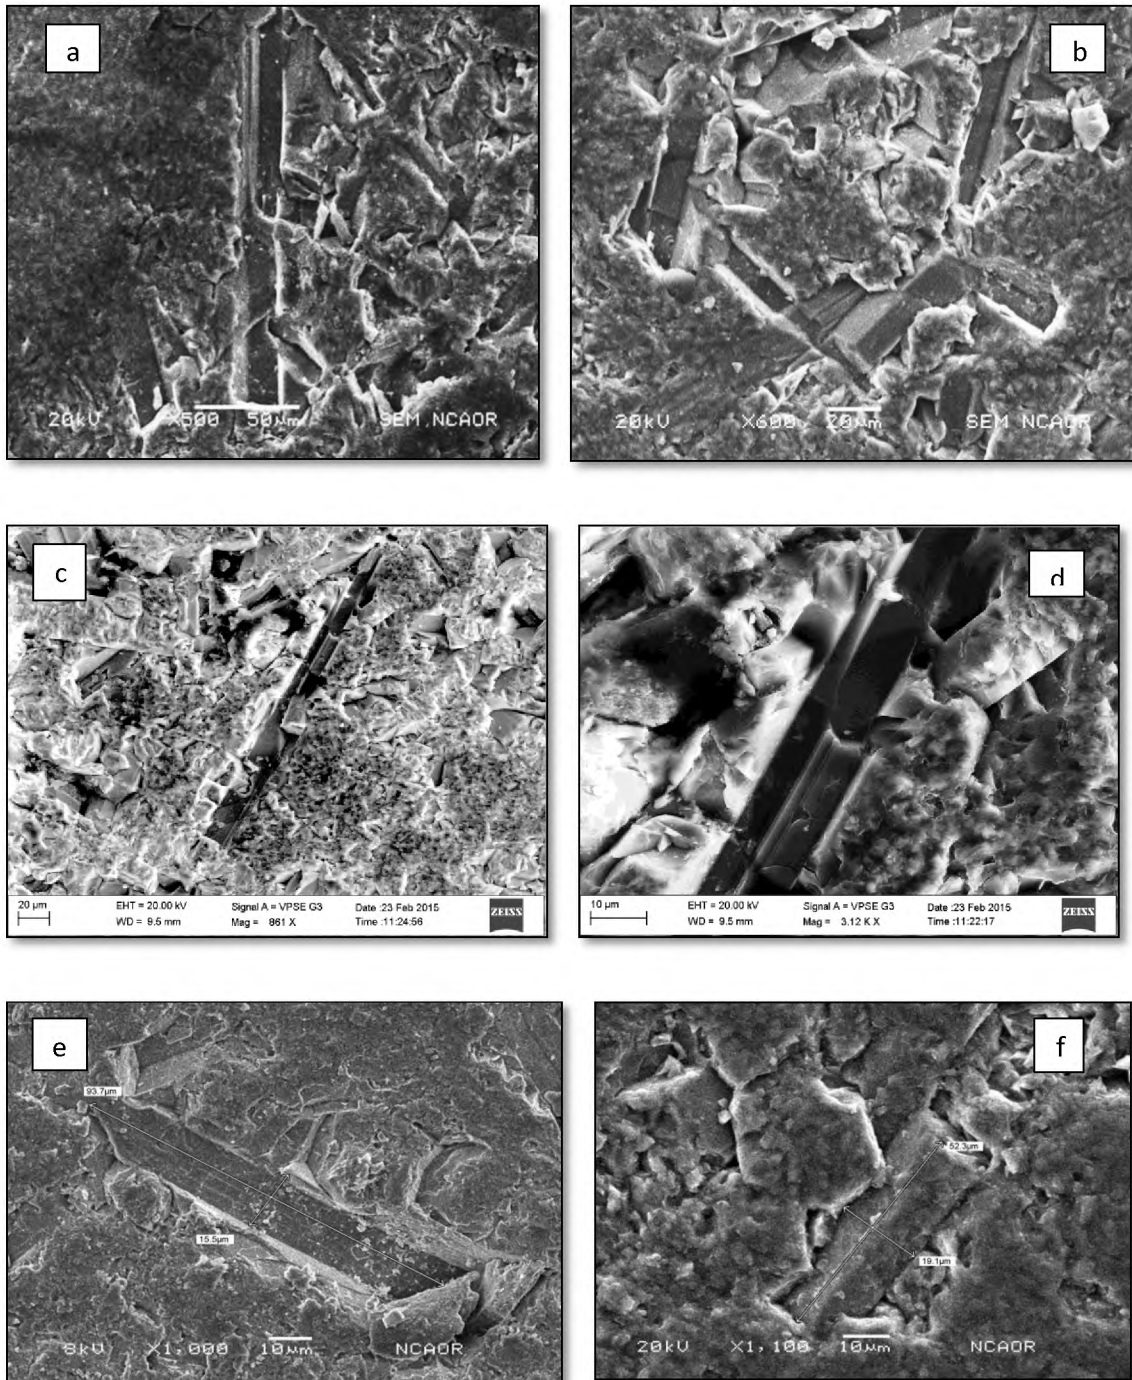 a
20kV X500 50µm SEM NCAOR
b
20kV X600 20µm SEM NCAOR
c
20 µm EHT = 20.00 kV Signal A = VPSE G3 Date :23 Feb 2015
WD = 9.5 mm Mag = 861 X Time :11:24:56
ZEISS
d
10 µm EHT = 20.00 kV Signal A = VPSE G3 Date :23 Feb 2015
WD = 9.5 mm Mag = 3.12 K X Time :11:22:17
ZEISS
e
93.7µm
15.5µm
8kV X1,000 10µm NCAOR
f
52.3µm
19.1µm
20kV X1,100 10µm NCAOR